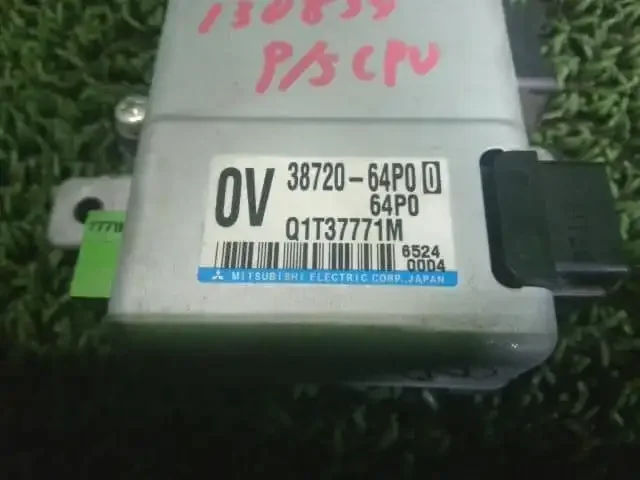 P/S CPU
0V
38720-64P0 0
64P0
Q1T37771M
6524
0004
MITSUBISHI ELECTRIC CORP., JAPAN